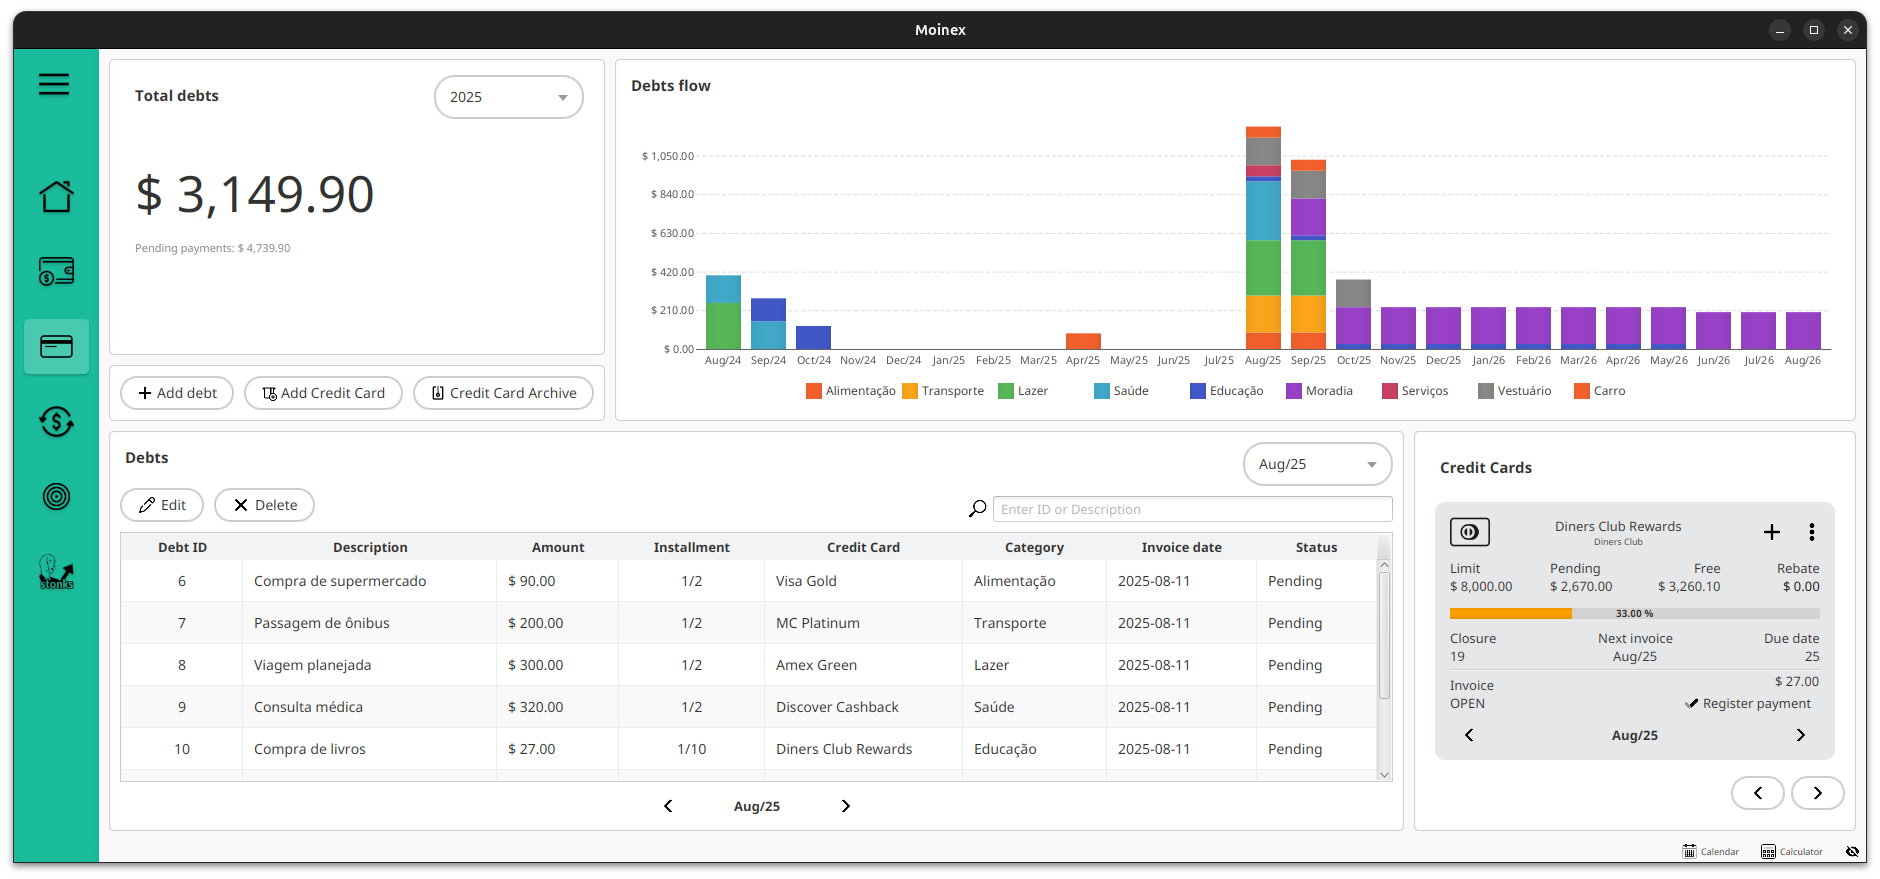 Moinex
Total debts
2025
$ 3,149.90
Pending payments: $ 4,739.90
Add debt
Add Credit Card
Credit Card Archive
Debts flow
$ 1,050.00
$ 840.00
$ 630.00
$ 420.00
$ 210.00
$ 0.00
Aug/24 Sep/24 Oct/24 Nov/24 Dec/24 Jan/25 Feb/25 Mar/25 Apr/25 May/25 Jun/25 Jul/25 Aug/25 Sep/25 Oct/25 Nov/25 Dec/25 Jan/26 Feb/26 Mar/26 Apr/26 May/26 Jun/26 Jul/26 Aug/26
Alimentação Transporte Lazer Saúde Educação Moradia Serviços Vestuário Carro
stonks
Debts
Aug/25
Edit
Delete
Enter ID or Description
Debt ID Description Amount Installment Credit Card Category Invoice date Status
6 Compra de supermercado $ 90.00 1/2 Visa Gold Alimentação 2025-08-11 Pending
7 Passagem de ônibus $ 200.00 1/2 MC Platinum Transporte 2025-08-11 Pending
8 Viagem planejada $ 300.00 1/2 Amex Green Lazer 2025-08-11 Pending
9 Consulta médica $ 320.00 1/2 Discover Cashback Saúde 2025-08-11 Pending
10 Compra de livros $ 27.00 1/10 Diners Club Rewards Educação 2025-08-11 Pending
Aug/25
Credit Cards
Diners Club Rewards
Diners Club
Limit Pending Free Rebate
$ 8,000.00 $ 2,670.00 $ 3,260.10 $ 0.00
33.00 %
Closure Next invoice Due date
19 Aug/25 25
Invoice $ 27.00
OPEN Register payment
Aug/25
Calendar
Calculator